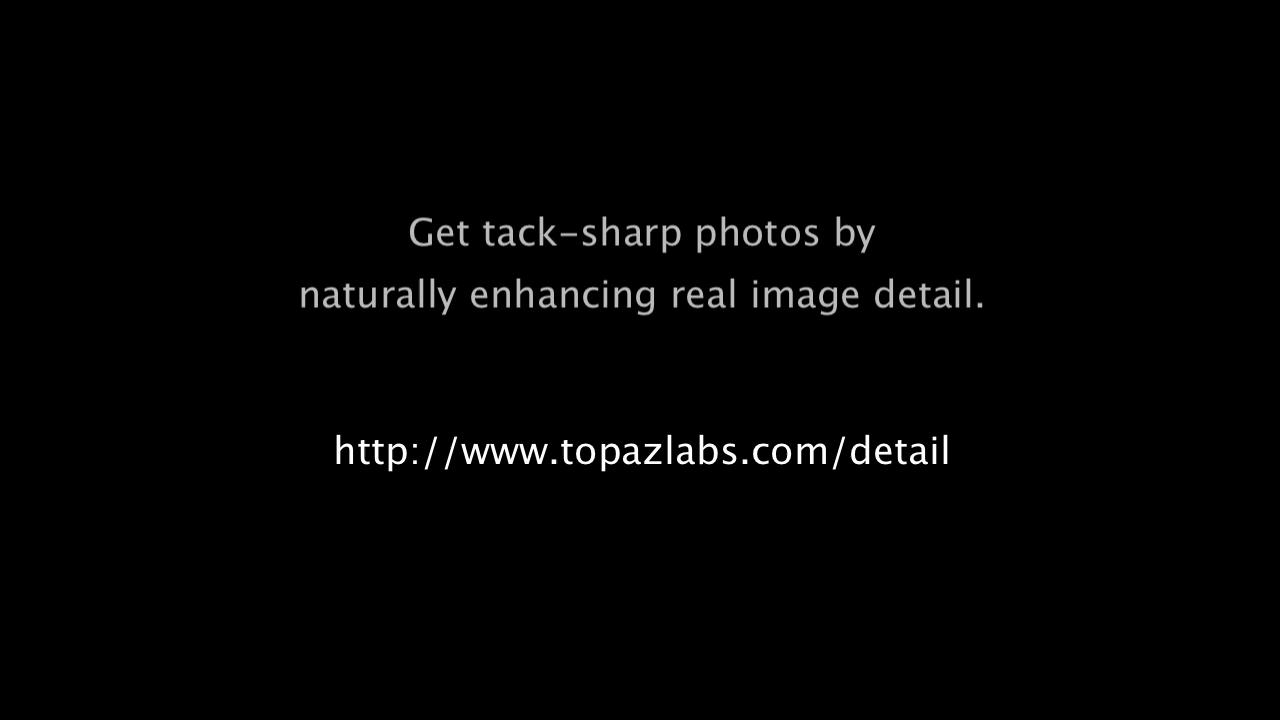 Get tack-sharp photos by
naturally enhancing real image detail.
http://www.topazlabs.com/detail